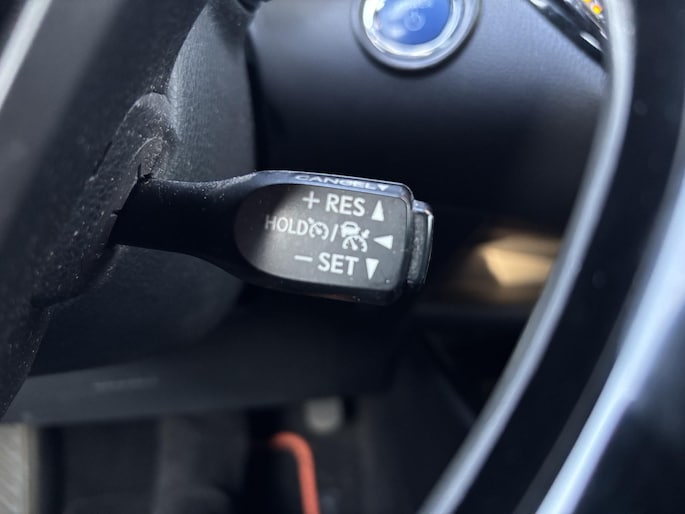 CANCEL▼
+ RES ▲
HOLD / ◀
− SET ▼